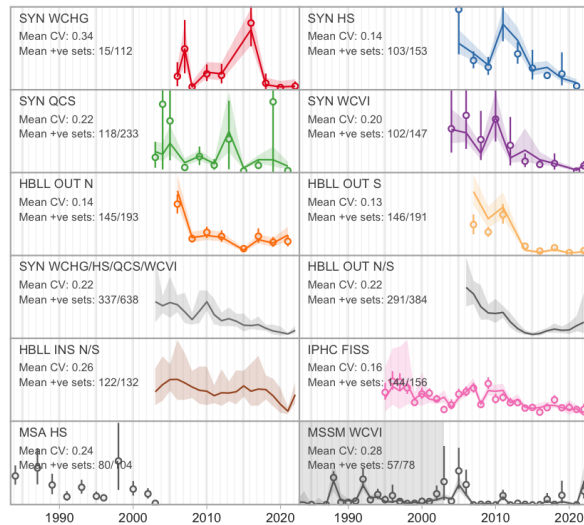 SYN WCHG
Mean CV: 0.34
Mean +ve sets: 15/112
SYN HS
Mean CV: 0.14
Mean +ve sets: 103/153
SYN QCS
Mean CV: 0.22
Mean +ve sets: 118/233
SYN WCVI
Mean CV: 0.20
Mean +ve sets: 102/147
HBLL OUT N
Mean CV: 0.14
Mean +ve sets: 145/193
HBLL OUT S
Mean CV: 0.13
Mean +ve sets: 146/191
SYN WCHG/HS/QCS/WCVI
Mean CV: 0.22
Mean +ve sets: 337/638
HBLL OUT N/S
Mean CV: 0.22
Mean +ve sets: 291/384
HBLL INS N/S
Mean CV: 0.26
Mean +ve sets: 122/132
IPHC FISS
Mean CV: 0.16
Mean +ve sets: 144/156
MSA HS
Mean CV: 0.24
Mean +ve sets: 80/104
MSSM WCVI
Mean CV: 0.28
Mean +ve sets: 57/78
1990 2000 2010 2020 1990 2000 2010 2020